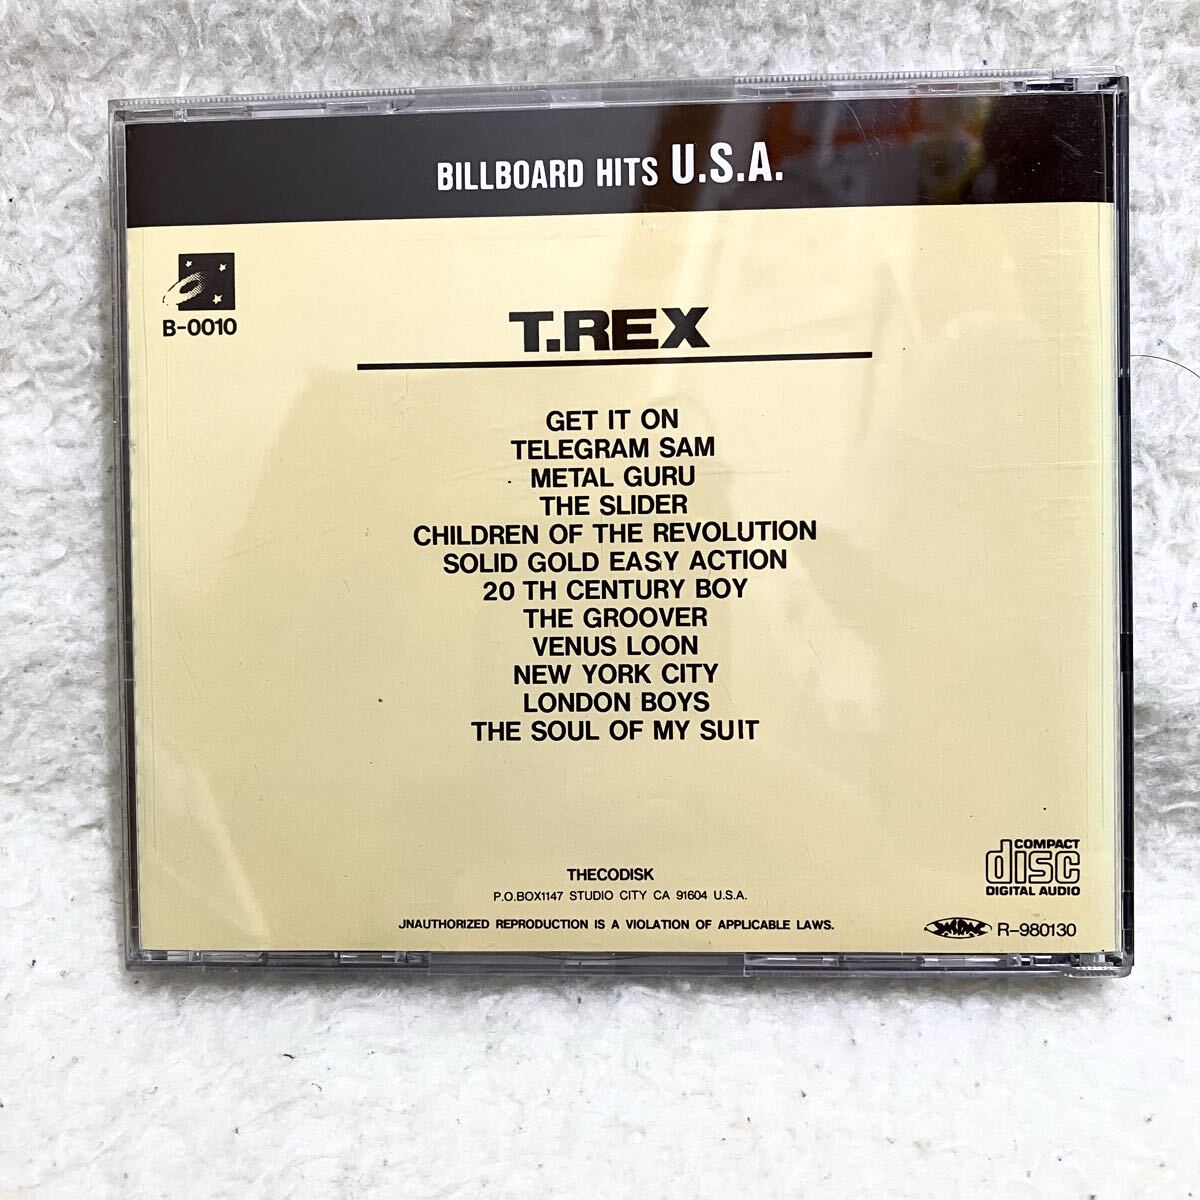 BILLBOARD HITS U.S.A.
B-0010
T.REX
GET IT ON
TELEGRAM SAM
METAL GURU
THE SLIDER
CHILDREN OF THE REVOLUTION
SOLID GOLD EASY ACTION
20 TH CENTURY BOY
THE GROOVER
VENUS LOON
NEW YORK CITY
LONDON BOYS
THE SOUL OF MY SUIT
COMPACT
disc
DIGITAL AUDIO
THECODISK
P.O.BOX1147 STUDIO CITY CA 91604 U.S.A.
JNAUTHORIZED REPRODUCTION IS A VIOLATION OF APPLICABLE LAWS.
R-980130